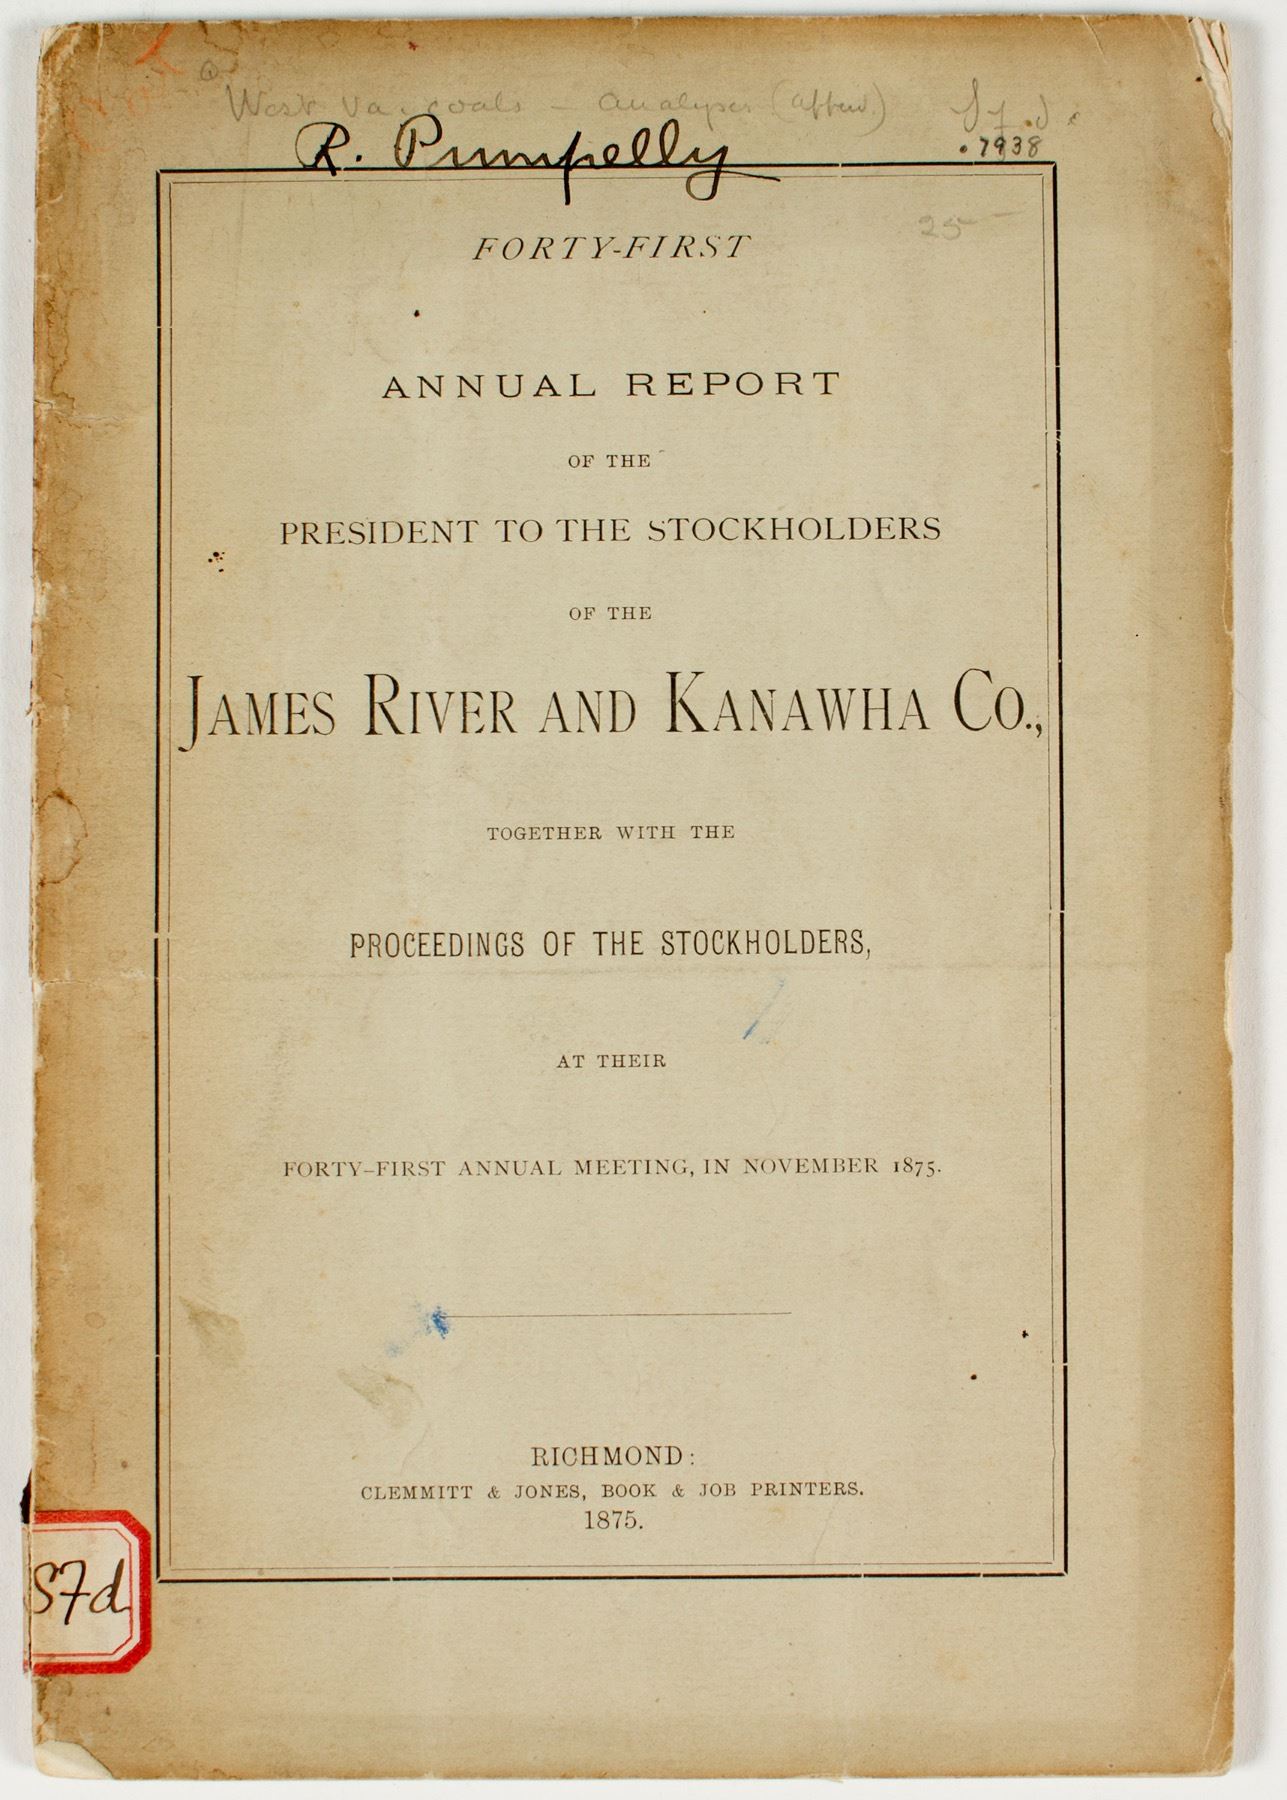 West Va. coals – Analyses (append.)
R. Pumpelly
.7938
25-
FORTY-FIRST
ANNUAL REPORT
OF THE
PRESIDENT TO THE STOCKHOLDERS
OF THE
JAMES RIVER AND KANAWHA CO.,
TOGETHER WITH THE
PROCEEDINGS OF THE STOCKHOLDERS,
AT THEIR
FORTY-FIRST ANNUAL MEETING, IN NOVEMBER 1875.
RICHMOND:
CLEMMITT & JONES, BOOK & JOB PRINTERS.
1875.
S7d